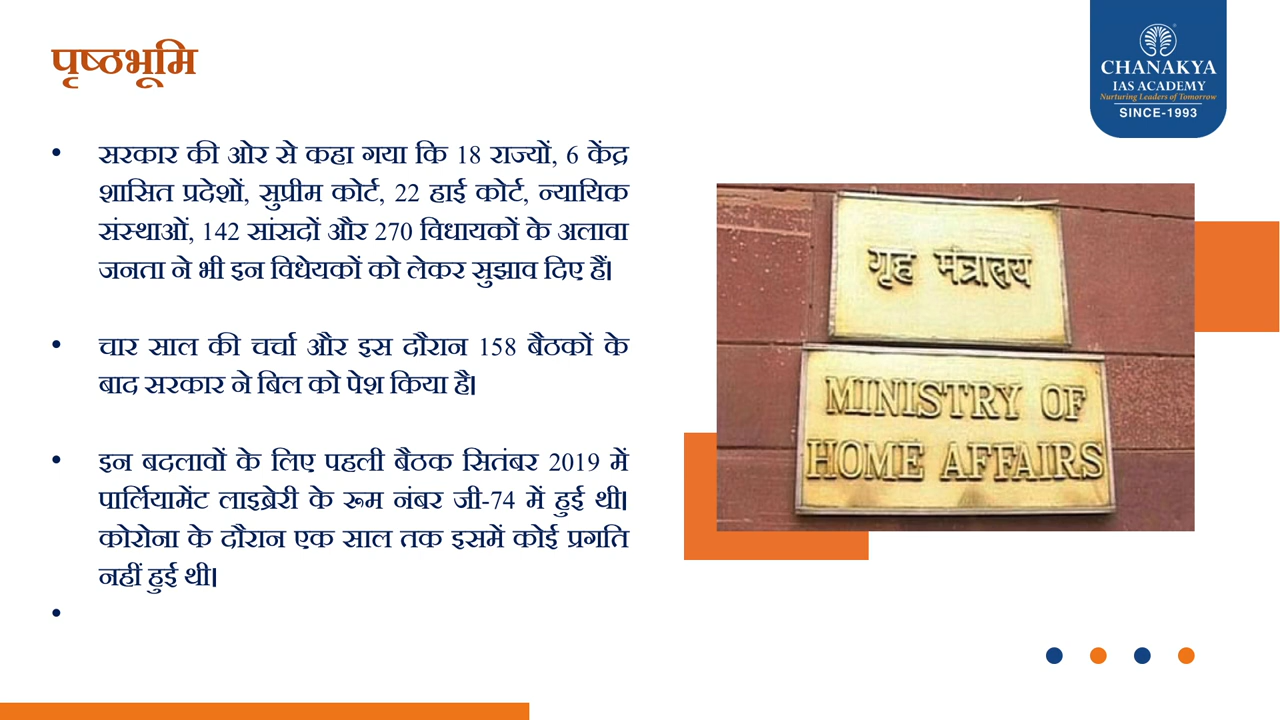 पृष्ठभूमि
CHANAKYA
IAS ACADEMY
Nurturing Leaders of Tomorrow
SINCE-1993
• सरकार की ओर से कहा गया कि 18 राज्यों, 6 केंद्र
शासित प्रदेशों, सुप्रीम कोर्ट, 22 हाई कोर्ट, न्यायिक
संस्थाओं, 142 सांसदों और 270 विधायकों के अलावा
जनता ने भी इन विधेयकों को लेकर सुझाव दिए हैं।
• चार साल की चर्चा और इस दौरान 158 बैठकों के
बाद सरकार ने बिल को पेश किया है।
• इन बदलावों के लिए पहली बैठक सितंबर 2019 में
पार्लियामेंट लाइब्रेरी के रूम नंबर जी-74 में हुई थी।
कोरोना के दौरान एक साल तक इसमें कोई प्रगति
नहीं हुई थी।
•
गृह मंत्रालय
MINISTRY OF
HOME AFFAIRS